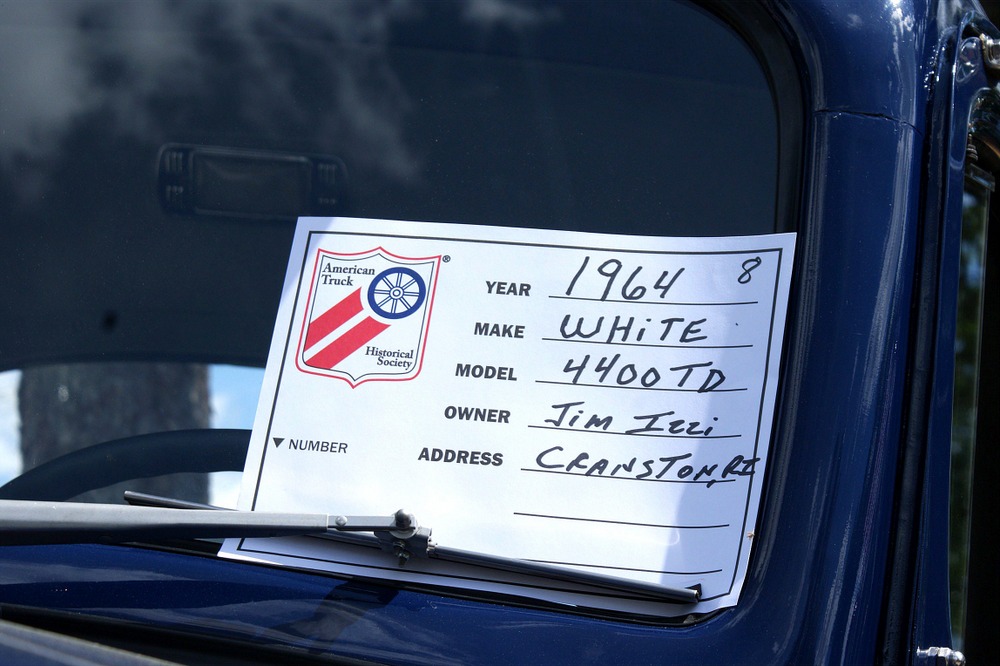 American
Truck
Historical
Society
®
YEAR 1964 8
MAKE WHiTE
MODEL 4400TD
OWNER Jim Izzi
ADDRESS CRANSTON, RI
▼ NUMBER